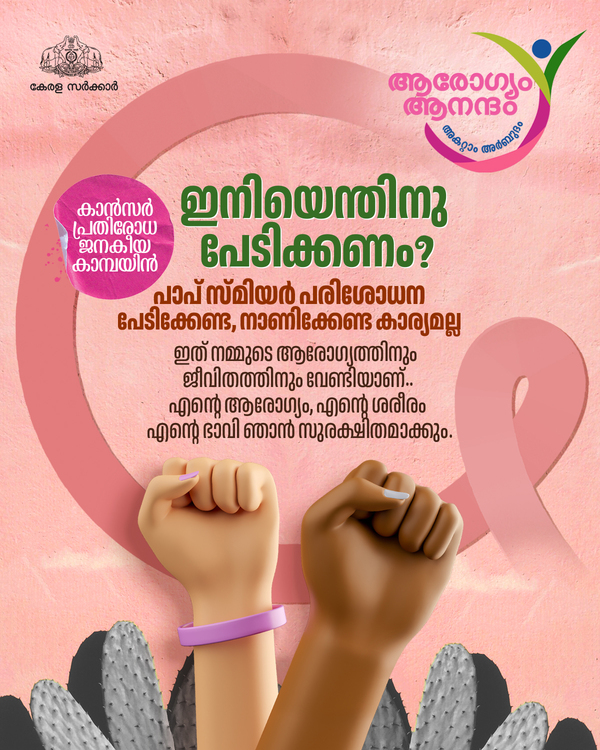 കേരള സർക്കാർ
ആരോഗ്യം
ആനന്ദം
അകറ്റാം അർബുദം
കാൻസർ
പ്രതിരോധ
ജനകീയ
കാമ്പയിൻ
ഇനിയെന്തിനു
പേടിക്കണം?
പാപ് സ്മിയർ പരിശോധന
പേടിക്കേണ്ട, നാണിക്കേണ്ട കാര്യമല്ല
ഇത് നമ്മുടെ ആരോഗ്യത്തിനും
ജീവിതത്തിനും വേണ്ടിയാണ്..
എന്റെ ആരോഗ്യം, എന്റെ ശരീരം
എന്റെ ഭാവി ഞാൻ സുരക്ഷിതമാക്കും.